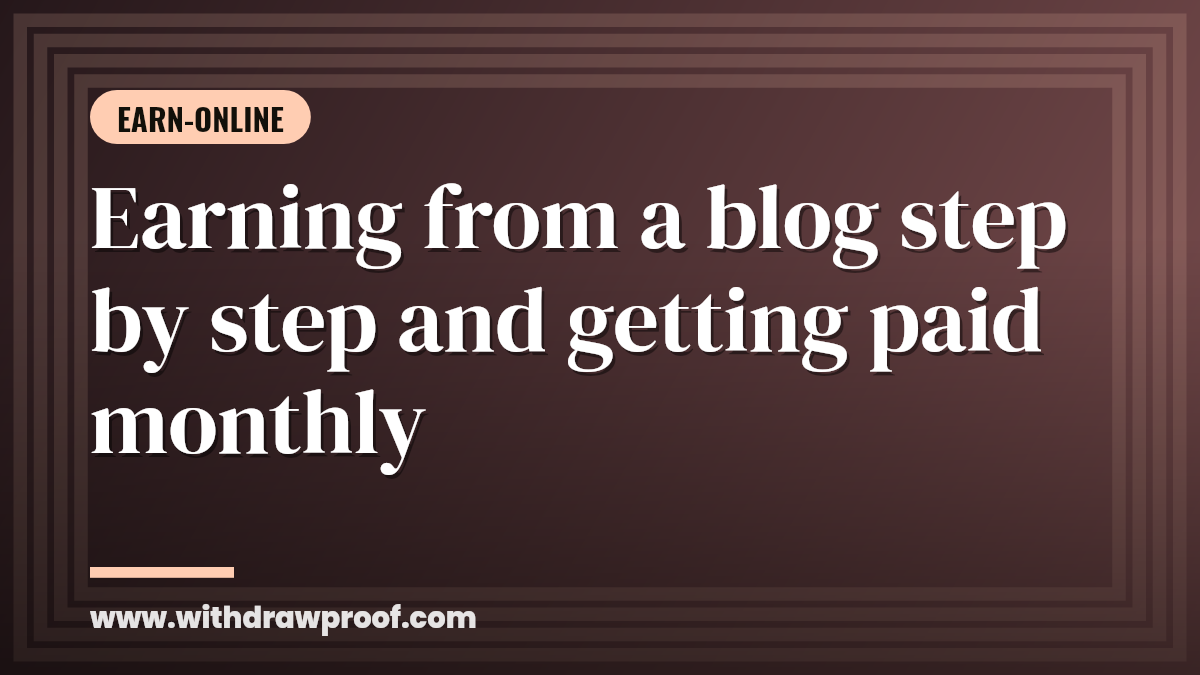 EARN-ONLINE
Earning from a blog step
by step and getting paid
monthly
www.withdrawproof.com